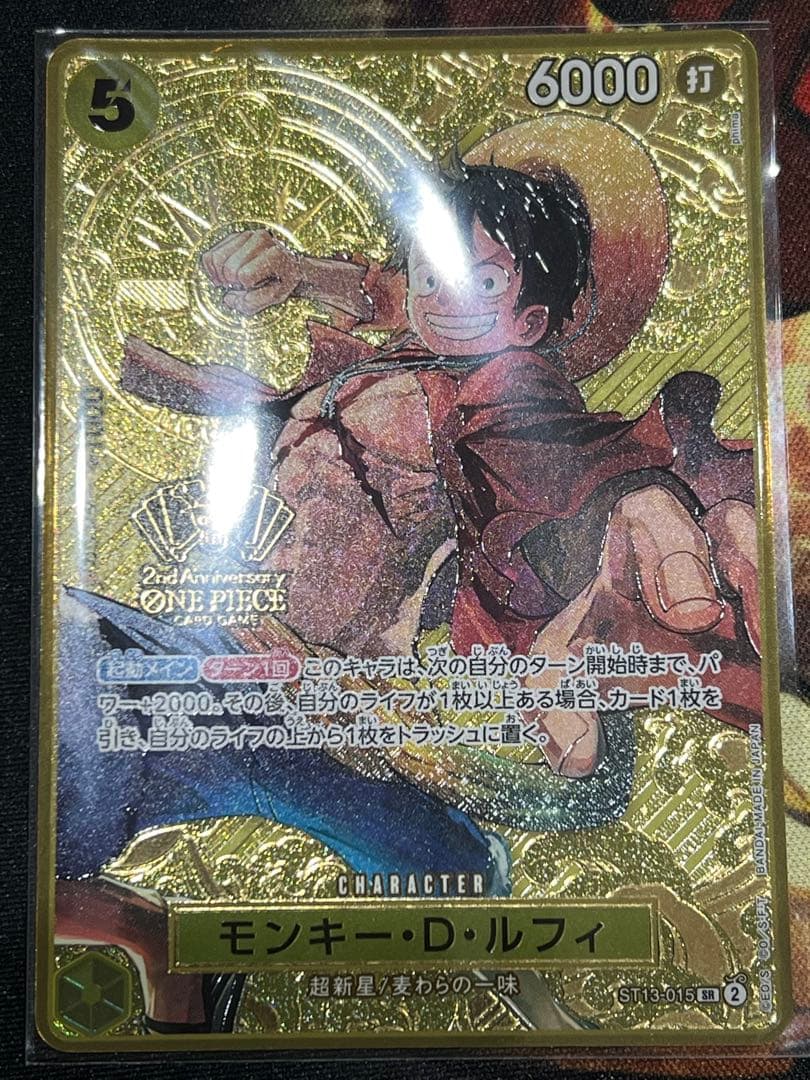 5
6000
打
phima
2nd Anniversary
ONE PIECE
CARD GAME
起動メイン ターン1回 このキャラは、次の自分のターン開始時まで、パ
ワー+2000。その後、自分のライフが1枚以上ある場合、カード1枚を
引き、自分のライフの上から1枚をトラッシュに置く。
CHARACTER
モンキー・D・ルフィ
超新星/麦わらの一味
ST13-015 SR 2
©E.O/S. ©O./S.,F.,T. BANDAI MADE IN JAPAN